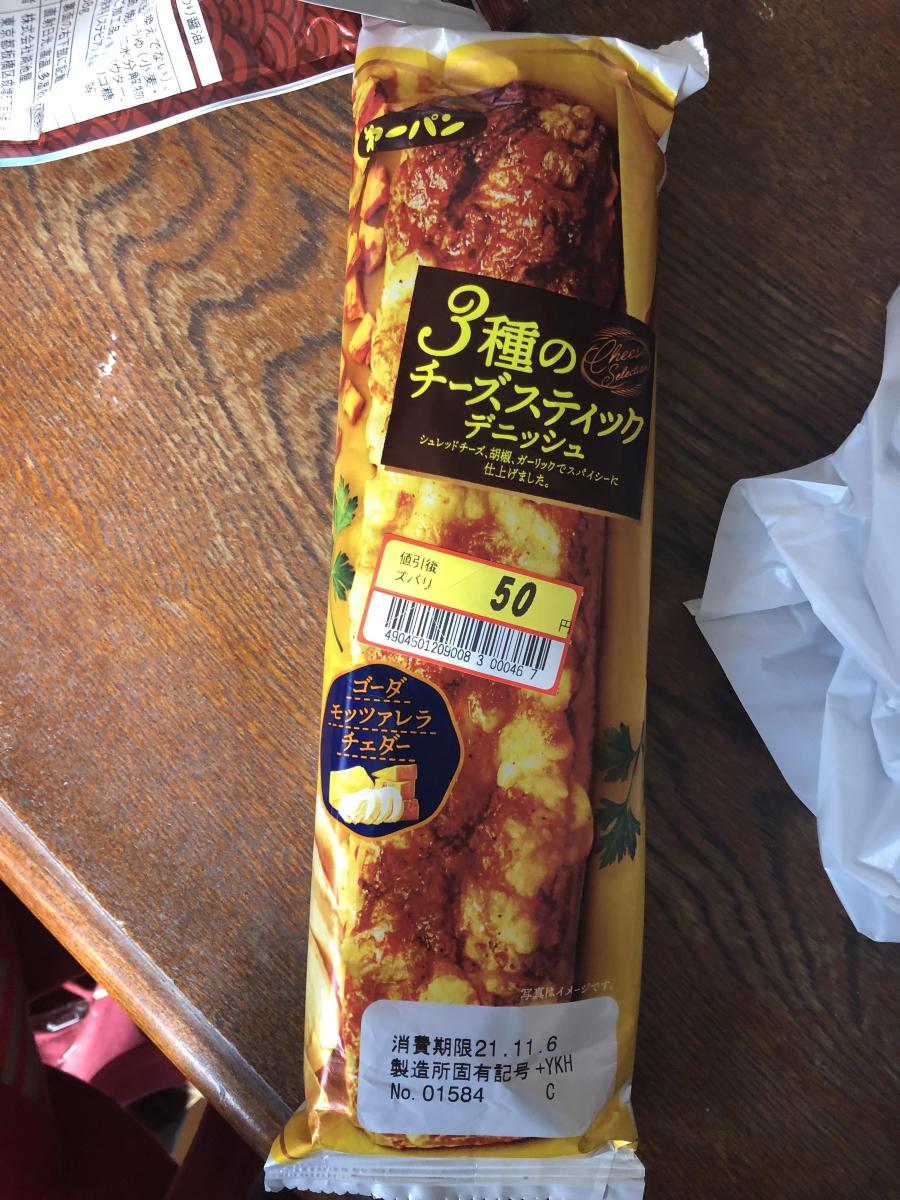 第一パン
3種の
チーズスティック
デニッシュ
Cheese
Selection
シュレッドチーズ、胡椒、ガーリックでスパイシーに
仕上げました。
値引後
ズバリ
50
円
4904501209008 3 00046 7
ゴーダ
モッツァレラ
チェダー
写真はイメージです。
消費期限21.11.6
製造所固有記号+YKH
No. 01584 C